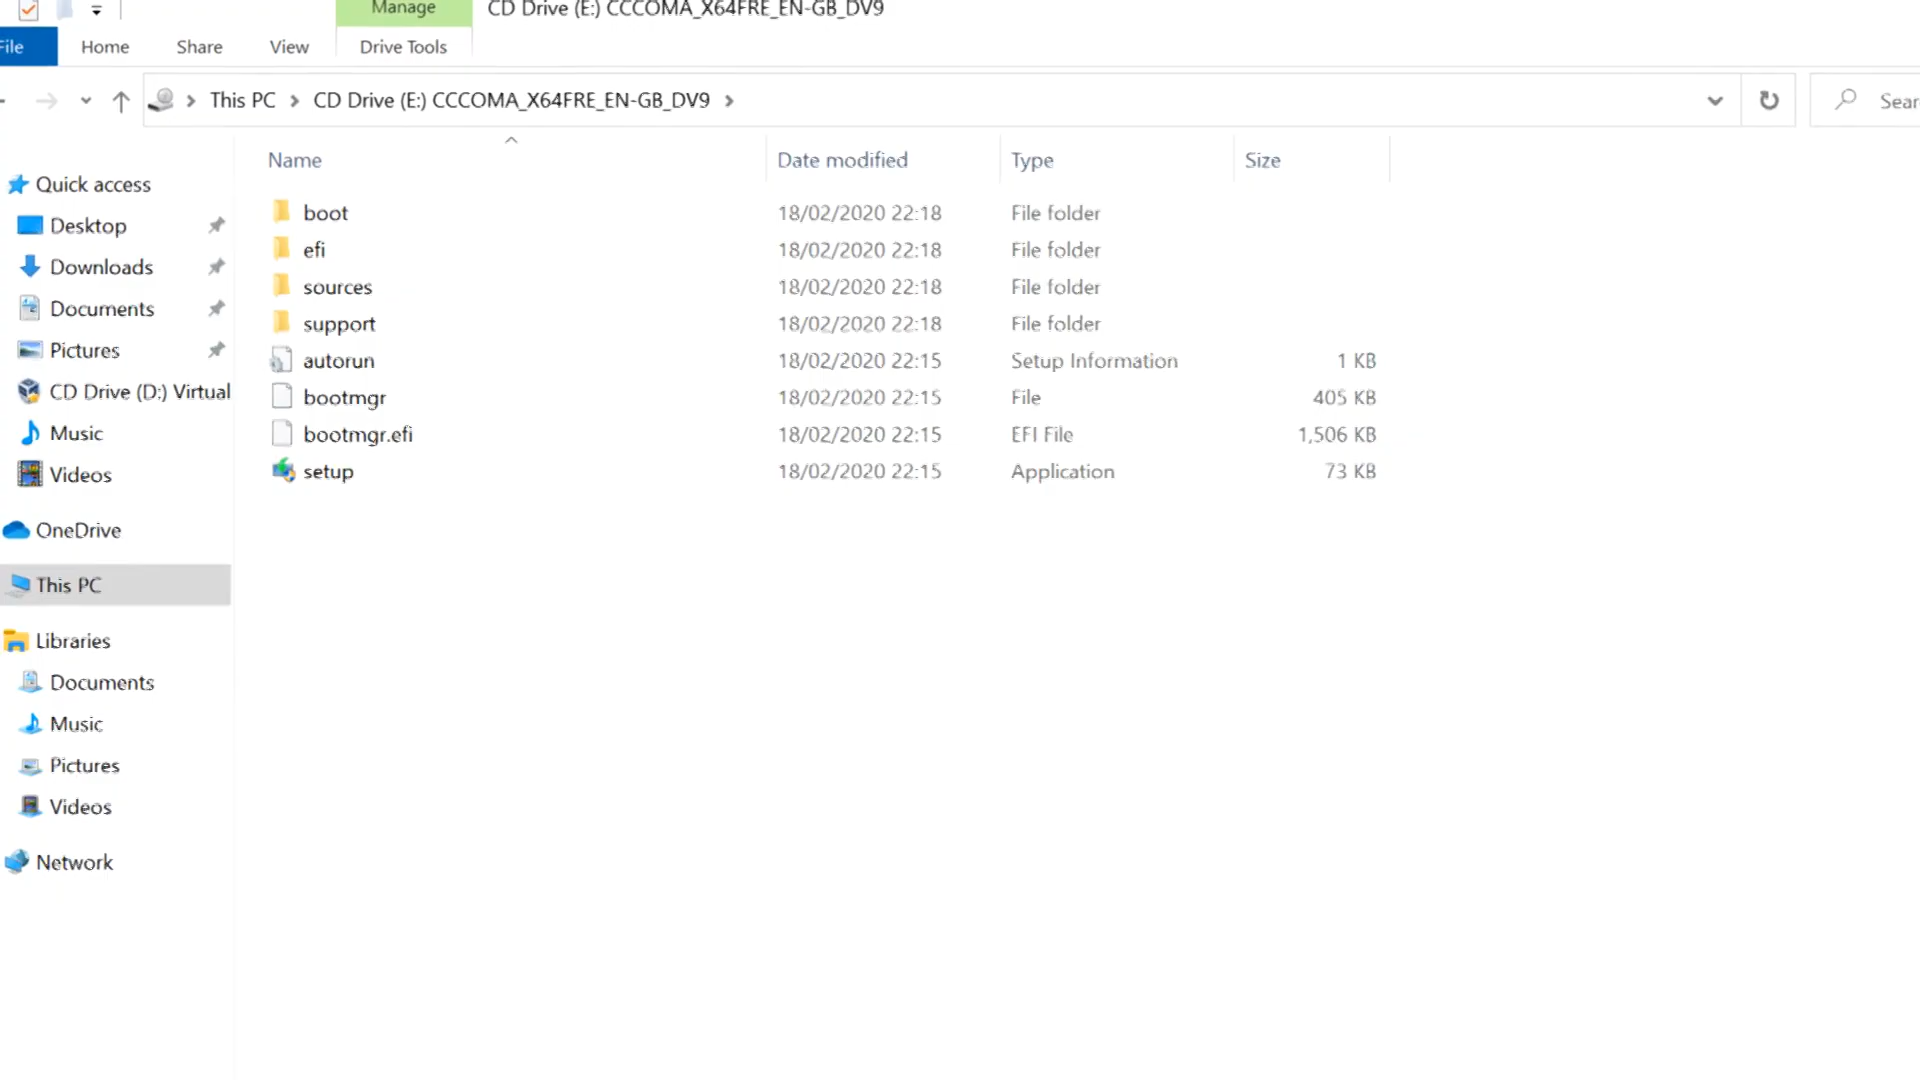 Manage
CD Drive (E:) CCCOMA_X64FRE_EN-GB_DV9
File Home Share View Drive Tools
This PC CD Drive (E:) CCCOMA_X64FRE_EN-GB_DV9
Name Date modified Type Size
Quick access
Desktop
Downloads
Documents
Pictures
CD Drive (D:) Virtual
Music
Videos
OneDrive
This PC
Libraries
Documents
Music
Pictures
Videos
Network
boot 18/02/2020 22:18 File folder
efi 18/02/2020 22:18 File folder
sources 18/02/2020 22:18 File folder
support 18/02/2020 22:18 File folder
autorun 18/02/2020 22:15 Setup Information 1 KB
bootmgr 18/02/2020 22:15 File 405 KB
bootmgr.efi 18/02/2020 22:15 EFI File 1,506 KB
setup 18/02/2020 22:15 Application 73 KB